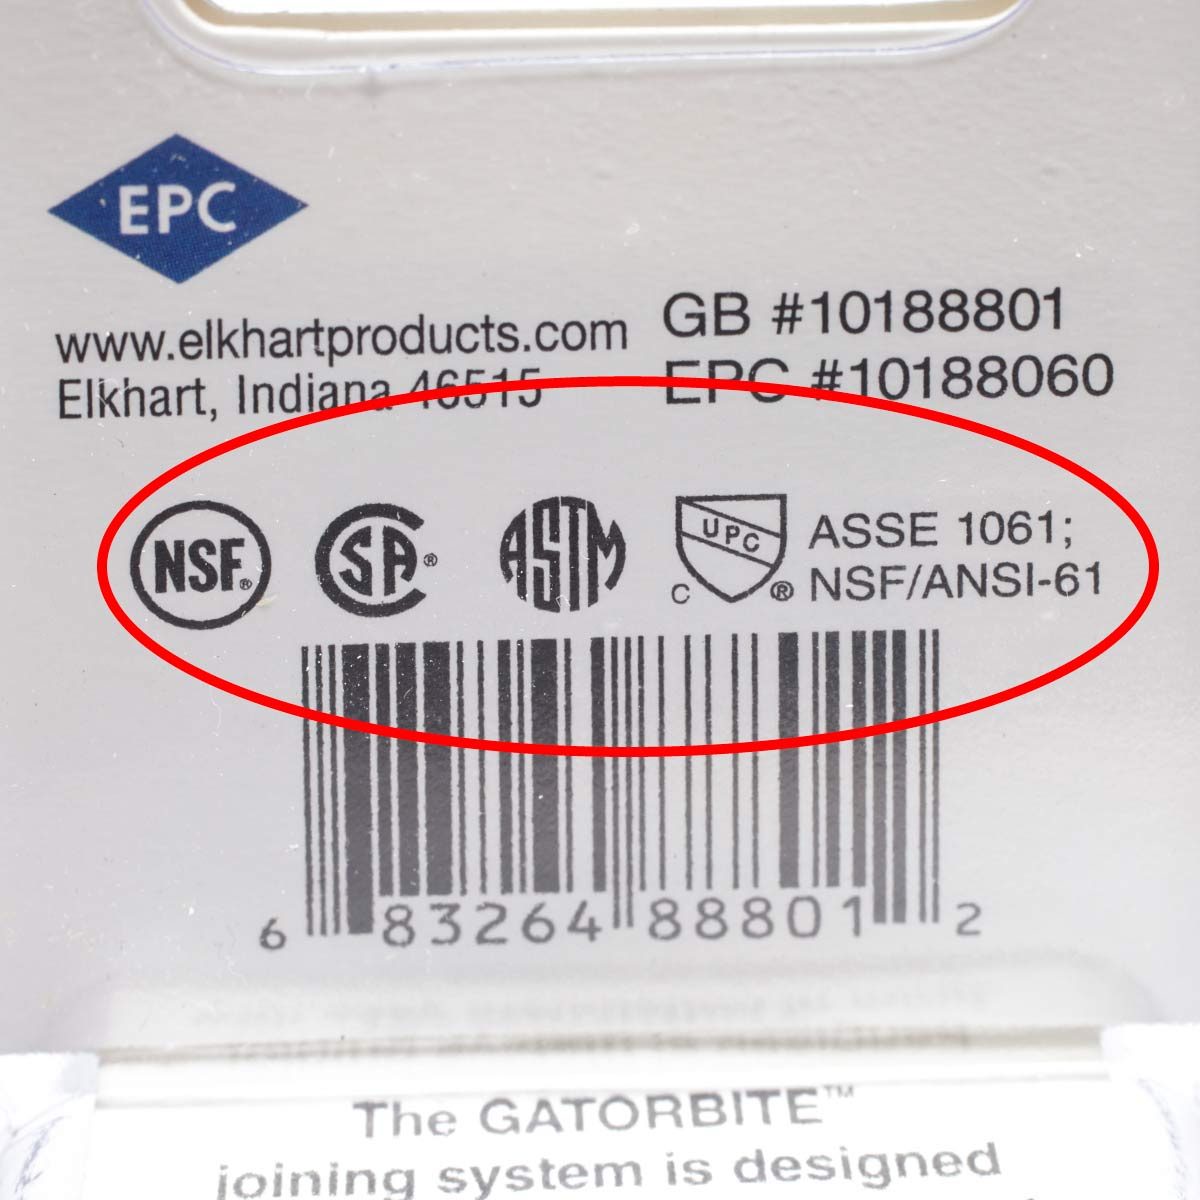 EPC
www.elkhartproducts.com GB #10188801
Elkhart, Indiana 46515 EPC #10188060
NSF® SA® ASTM UPC C ® ASSE 1061;
NSF/ANSI-61
6 83264 88801 2
The GATORBITE™
joining system is designed